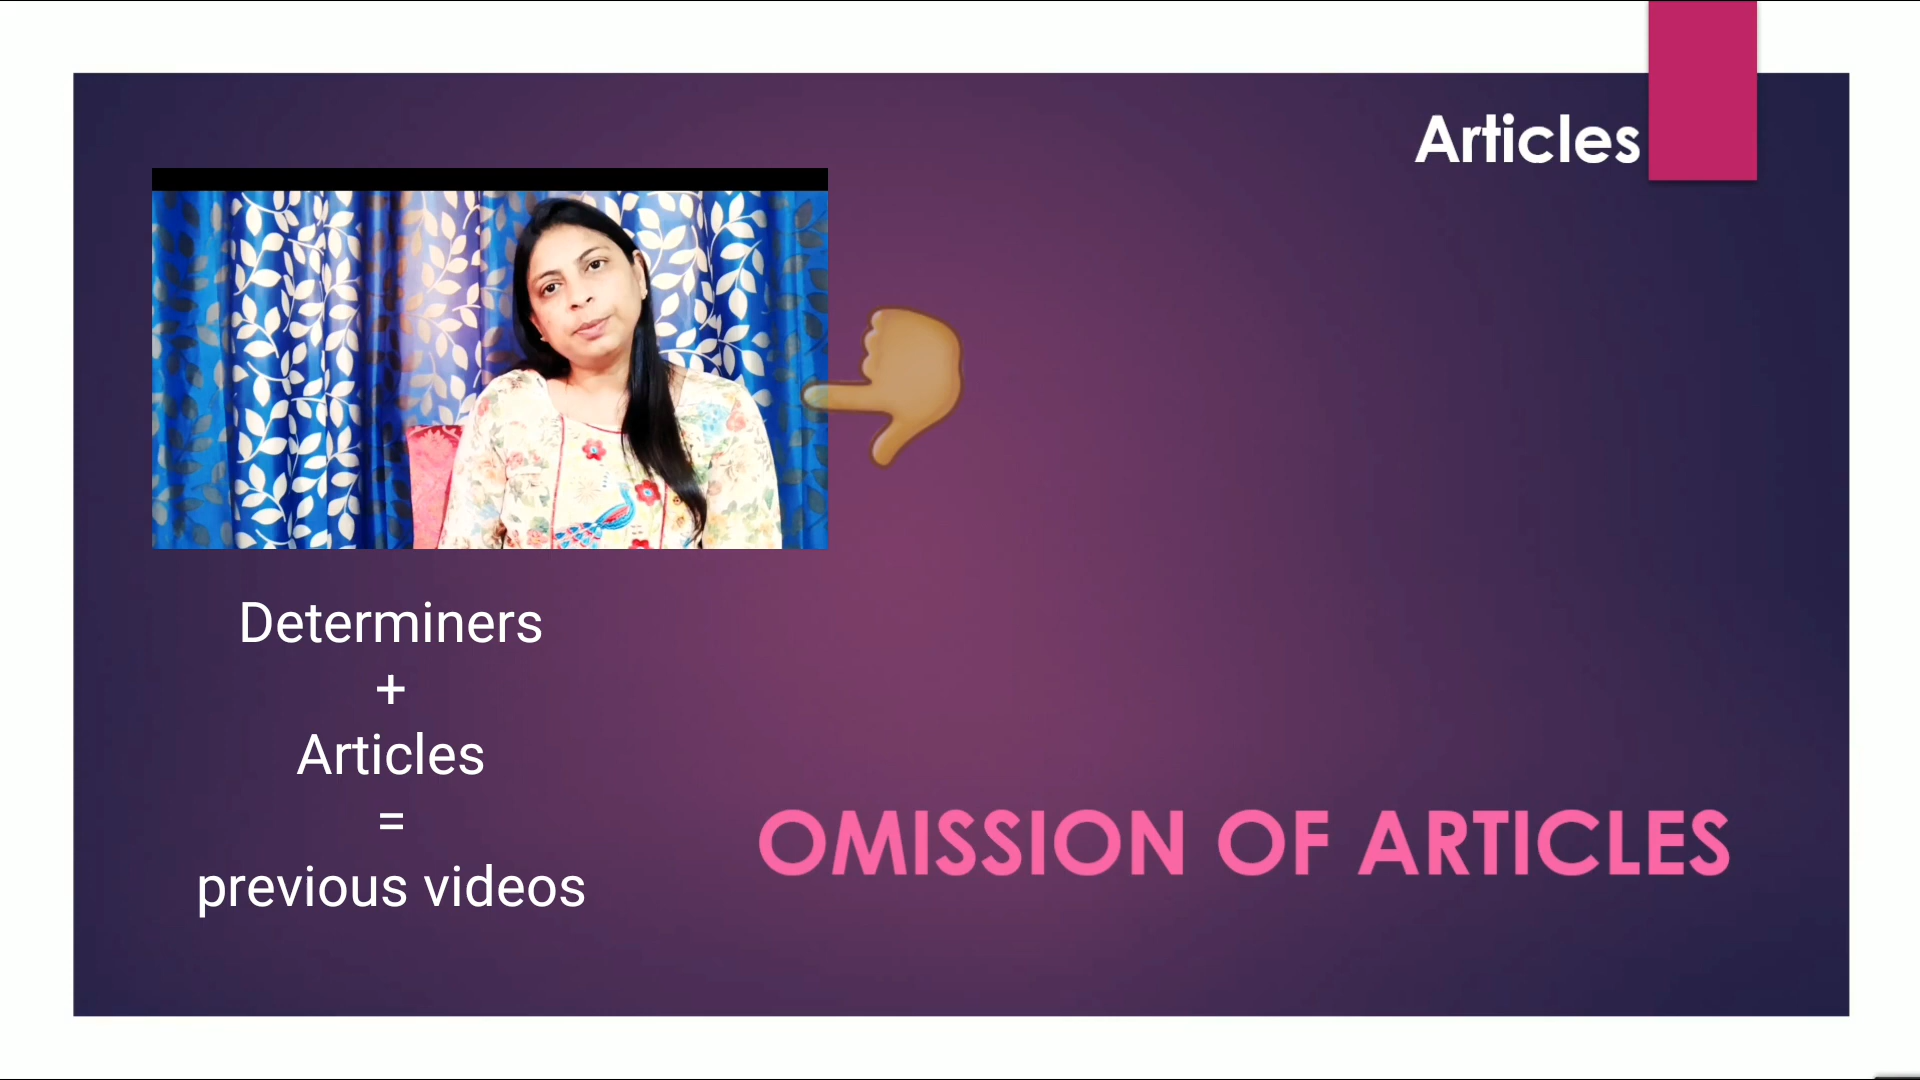 Articles
Determiners
+
Articles
=
previous videos
OMISSION OF ARTICLES